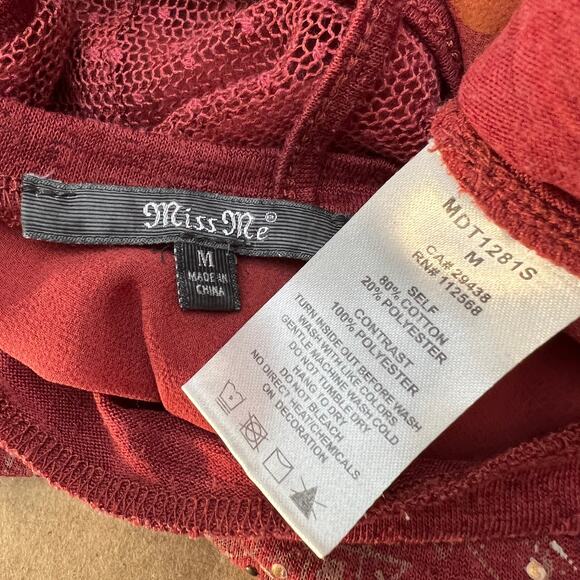 Miss Me
M
MADE IN
CHINA
MDT1281S
M
CA# 29438
RN# 112568
SELF
80% COTTON
20% POLYESTER
CONTRAST
100% POLYESTER
TURN INSIDE OUT BEFORE WASH
WASH WITH LIKE COLORS
GENTLE MACHINE WASH COLD
DO NOT TUMBLE DRY
HANG TO DRY
DO NOT BLEACH
NO DIRECT HEAT/CHEMICALS
ON DECORATION